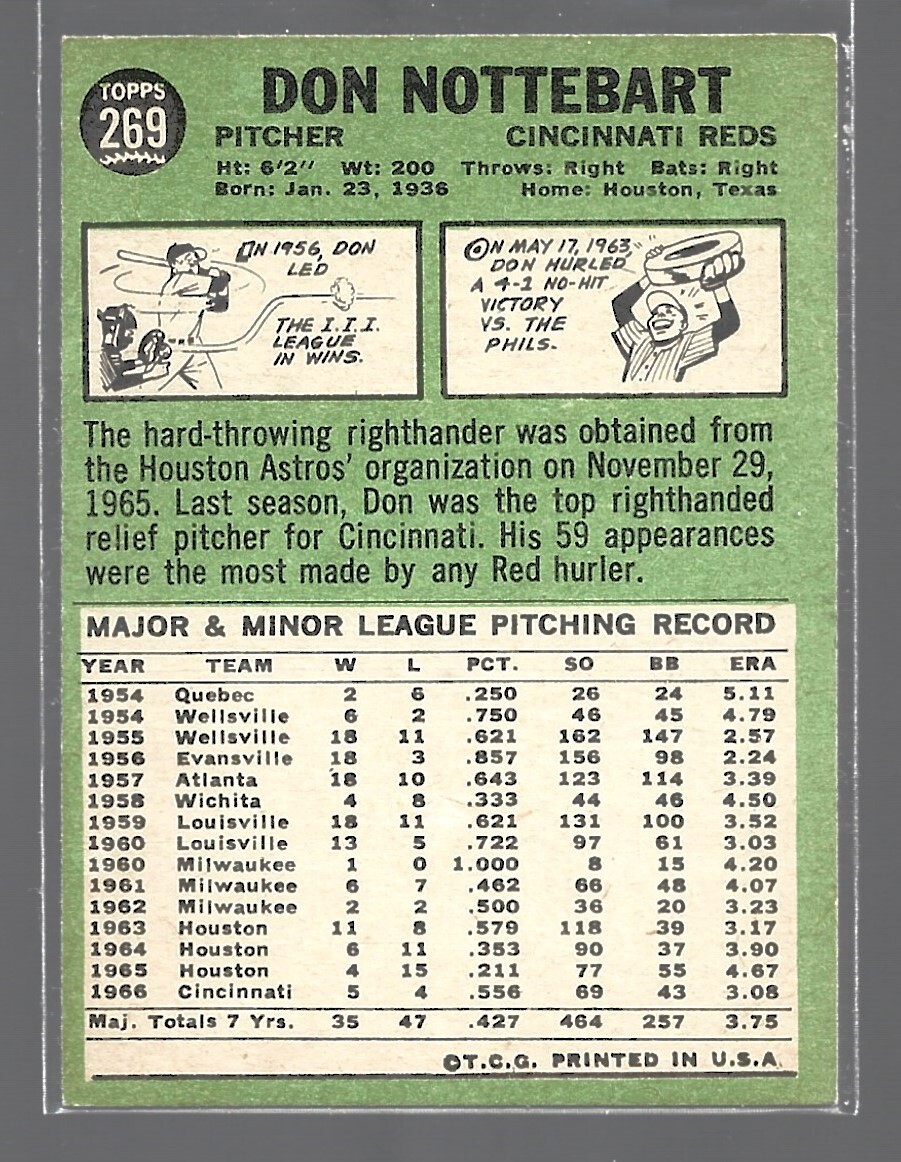 TOPPS
269
DON NOTTEBART
PITCHER CINCINNATI REDS
Ht: 6'2" Wt: 200 Throws: Right Bats: Right
Born: Jan. 23, 1936 Home: Houston, Texas
IN 1956, DON
LED
THE I.I.I.
LEAGUE
IN WINS.
ON MAY 17, 1963,
DON HURLED
A 4-1 NO-HIT
VICTORY
VS. THE
PHILS.
The hard-throwing righthander was obtained from
the Houston Astros' organization on November 29,
1965. Last season, Don was the top righthanded
relief pitcher for Cincinnati. His 59 appearances
were the most made by any Red hurler.
MAJOR & MINOR LEAGUE PITCHING RECORD
YEAR TEAM W L PCT. SO BB ERA
1954 Quebec 2 6 .250 26 24 5.11
1954 Wellsville 6 2 .750 46 45 4.79
1955 Wellsville 18 11 .621 162 147 2.57
1956 Evansville 18 3 .857 156 98 2.24
1957 Atlanta 18 10 .643 123 114 3.39
1958 Wichita 4 8 .333 44 46 4.50
1959 Louisville 18 11 .621 131 100 3.52
1960 Louisville 13 5 .722 97 61 3.03
1960 Milwaukee 1 0 1.000 8 15 4.20
1961 Milwaukee 6 7 .462 66 48 4.07
1962 Milwaukee 2 2 .500 36 20 3.23
1963 Houston 11 8 .579 118 39 3.17
1964 Houston 6 11 .353 90 37 3.90
1965 Houston 4 15 .211 77 55 4.67
1966 Cincinnati 5 4 .556 69 43 3.08
Maj. Totals 7 Yrs. 35 47 .427 464 257 3.75
©T.C.G. PRINTED IN U.S.A.